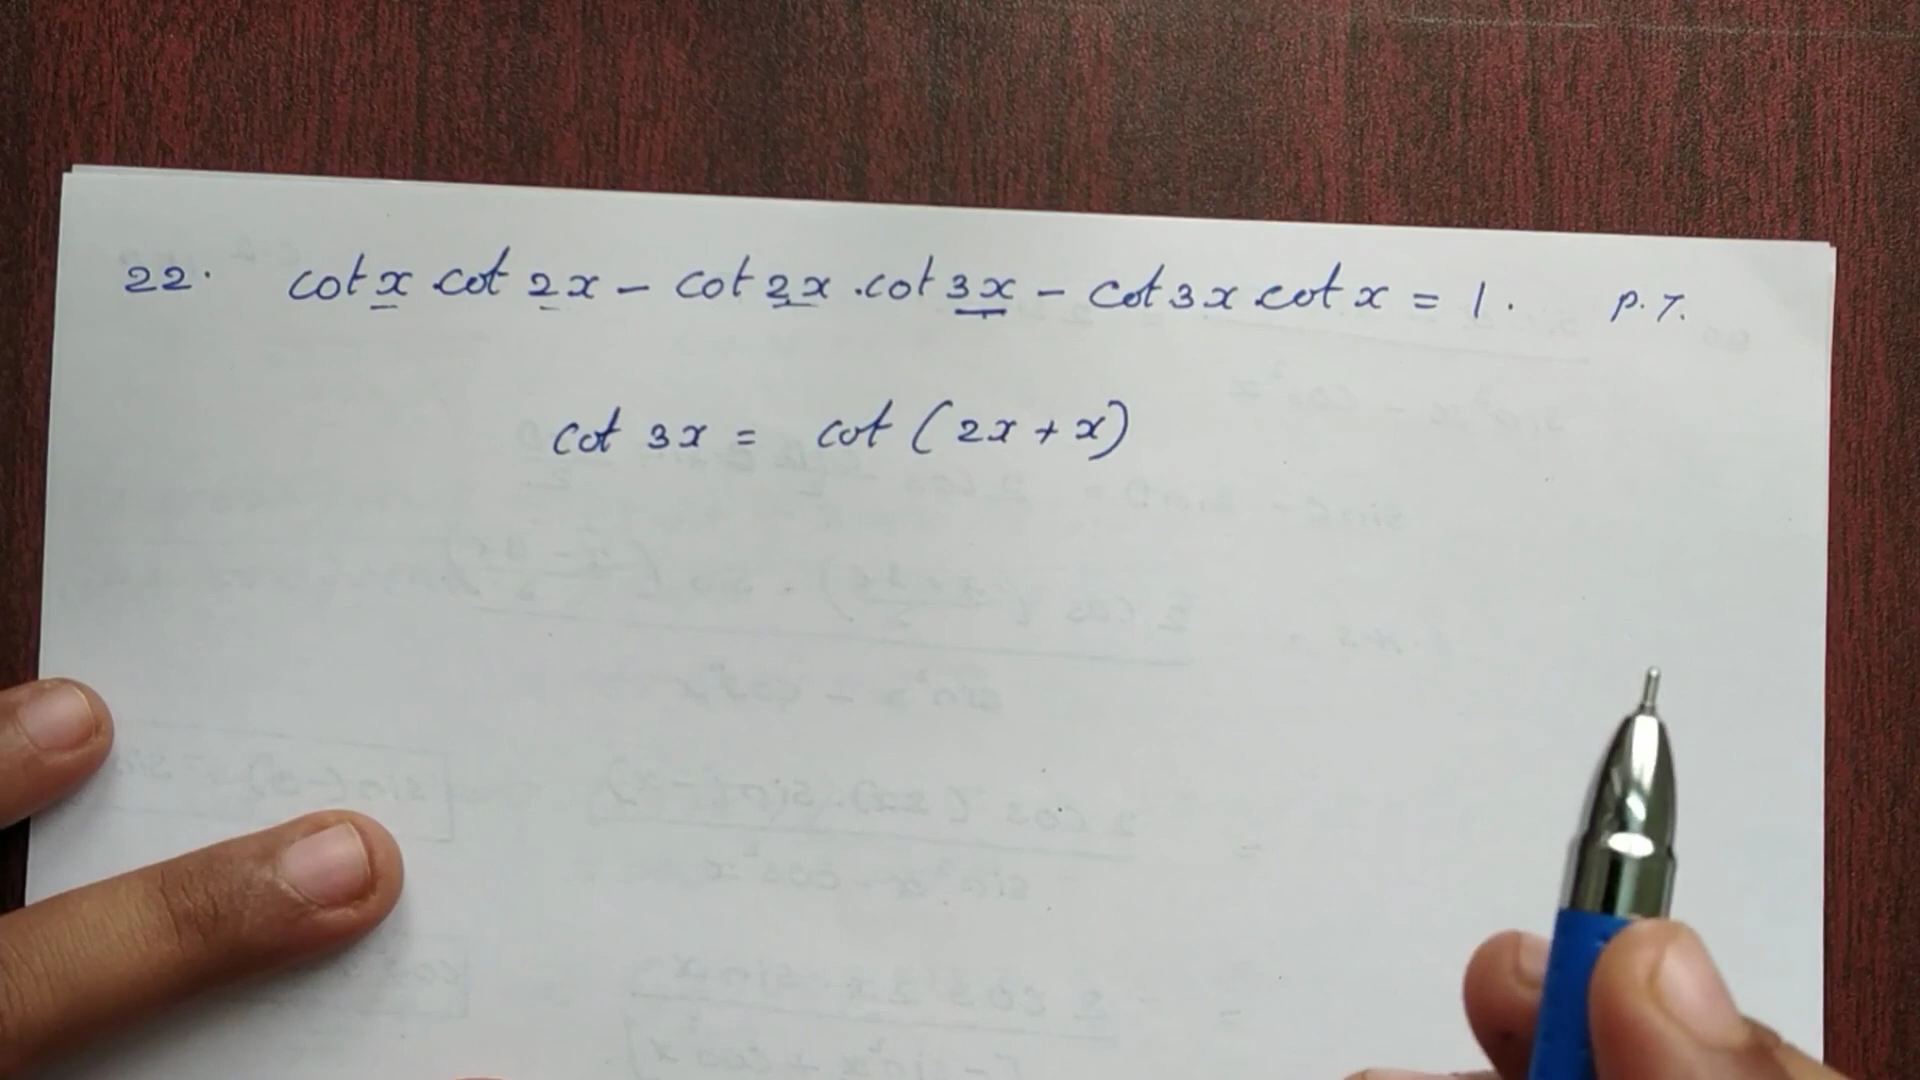 22. cot x cot 2x - cot 2x . cot 3x - cot 3x cot x = 1. P.T.
cot 3x = cot (2x + x)